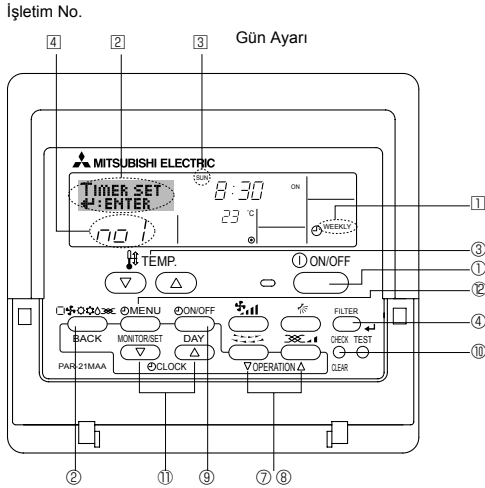 İşletim No.
4 2 3 Gün Ayarı
MITSUBISHI ELECTRIC
TIMER SET SUN 8:30 ON
↵:ENTER 23 °C
no 1 WEEKLY 1
TEMP. ON/OFF ③
▽ △ ①
⑫
MENU ON/OFF FILTER ↵ ④
BACK MONITOR/SET DAY CHECK TEST
▽ △ ⑩
PAR-21MAA CLOCK ▽ OPERATION △ CLEAR
② ⑪ ⑨ ⑦ ⑧